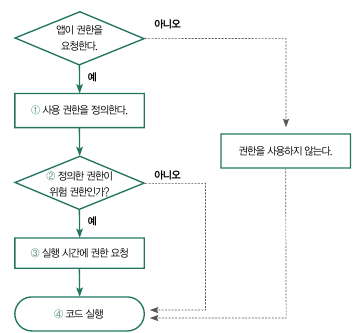 앱이 권한을
요청한다.
아니오
예
① 사용 권한을 정의한다.
권한을 사용하지 않는다.
② 정의한 권한이
위험 권한인가?
아니오
예
③ 실행 시간에 권한 요청
④ 코드 실행